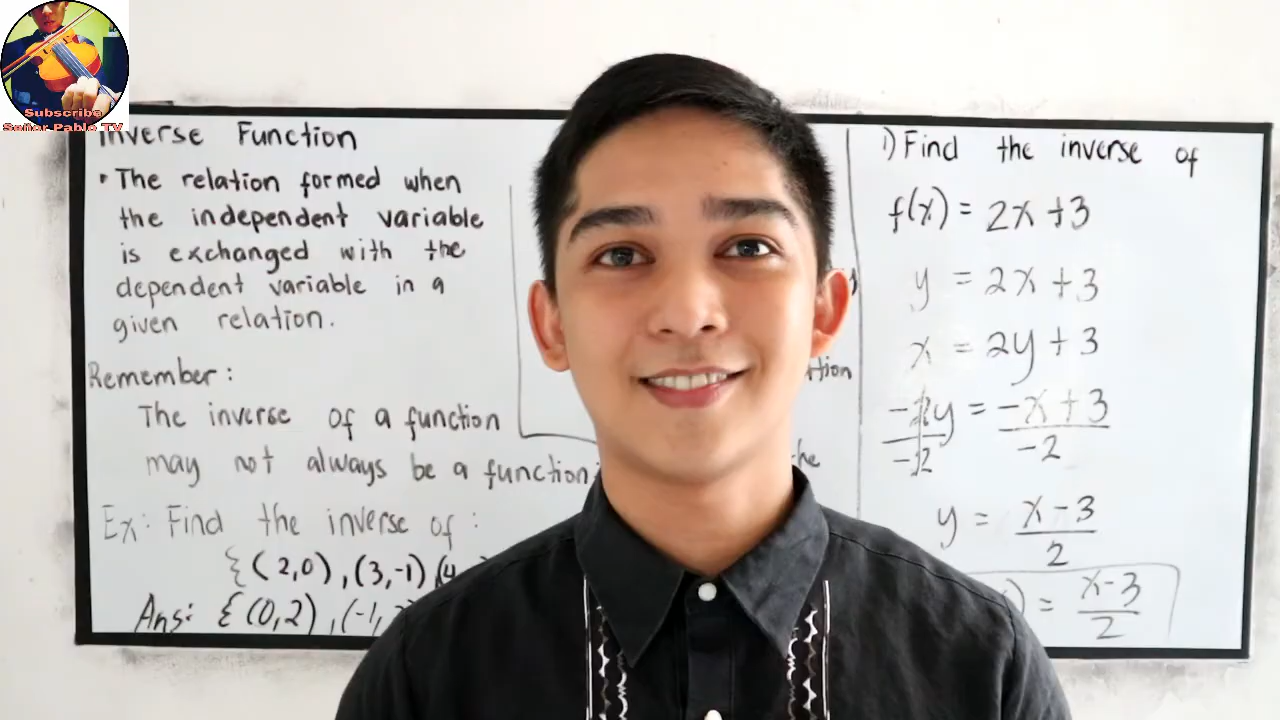 Subscribe
Señor Pablo TV
Inverse Function
• The relation formed when
the independent variable
is exchanged with the
dependent variable in a
given relation.
Remember:
The inverse of a function
may not always be a function
Ex: Find the inverse of :
{(2,0),(3,-1)(4
Ans: {(0,2),(-1,
the
1) Find the inverse of
f(x) = 2x+3
y = 2x+3
x = 2y+3
-2y = -x+3
-2 -2
y = x-3
2
) = x-3
2